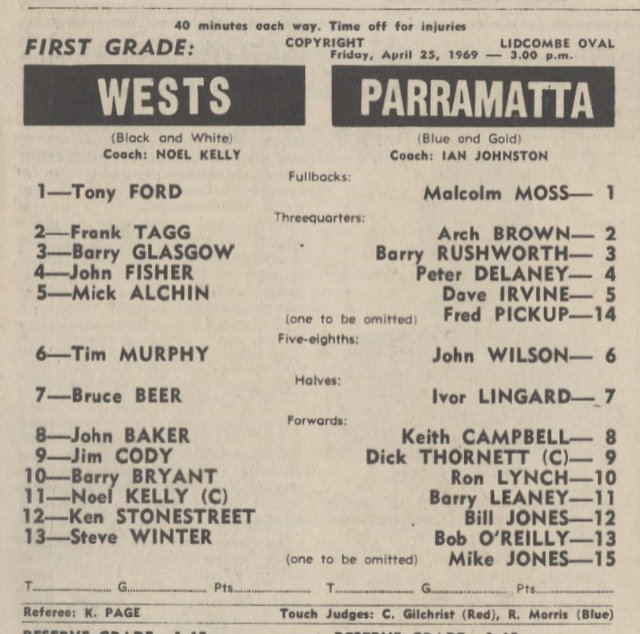 40 minutes each way. Time off for injuries
FIRST GRADE: COPYRIGHT LIDCOMBE OVAL
Friday, April 25, 1969 — 3.00 p.m.
WESTS PARRAMATTA
(Black and White) (Blue and Gold)
Coach: NOEL KELLY Coach: IAN JOHNSTON
Fullbacks:
1—Tony FORD Malcolm MOSS— 1
Threequarters:
2—Frank TAGG Arch BROWN— 2
3—Barry GLASGOW Barry RUSHWORTH— 3
4—John FISHER Peter DELANEY— 4
5—Mick ALCHIN Dave IRVINE— 5
(one to be omitted) Fred PICKUP—14
Five-eighths:
6—Tim MURPHY John WILSON— 6
Halves:
7—Bruce BEER Ivor LINGARD— 7
Forwards:
8—John BAKER Keith CAMPBELL— 8
9—Jim CODY Dick THORNETT (C)— 9
10—Barry BRYANT Ron LYNCH—10
11—Noel KELLY (C) Barry LEANEY—11
12—Ken STONESTREET Bill JONES—12
13—Steve WINTER Bob O'REILLY—13
(one to be omitted) Mike JONES—15
T.................... G.................... Pts.................... T.................... G.................... Pts....................
Referee: K. PAGE Touch Judges: C. Gilchrist (Red), R. Morris (Blue)